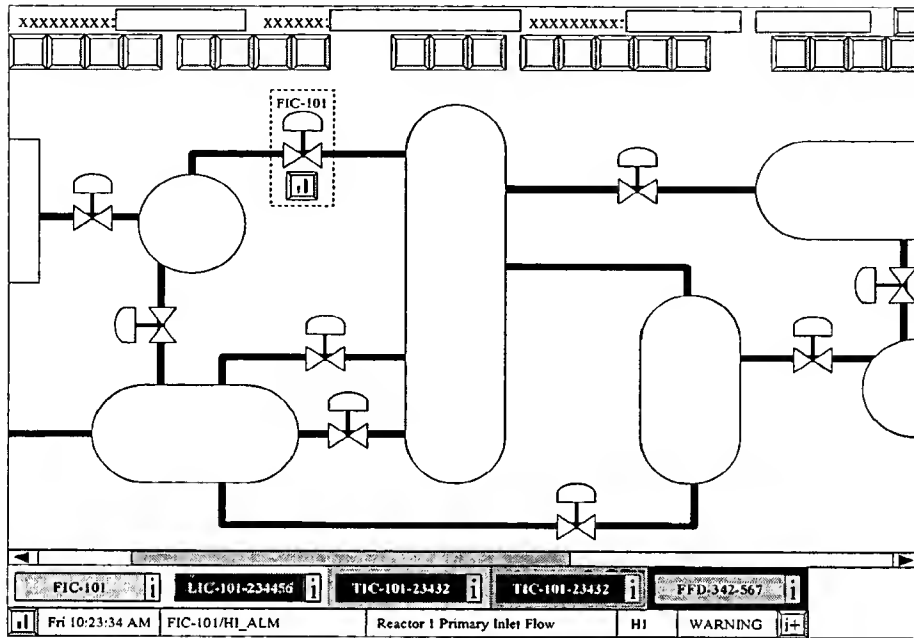 xxxxxxxxx: xxxxxx: xxxxxxxxx:
FIC-101
FIC-101 i LIC-101-234456 i TIC-101-23432 i TIC-101-23432 i FFD-342-567 i
Fri 10:23:34 AM FIC-101/HI_ALM Reactor 1 Primary Inlet Flow HI WARNING i+